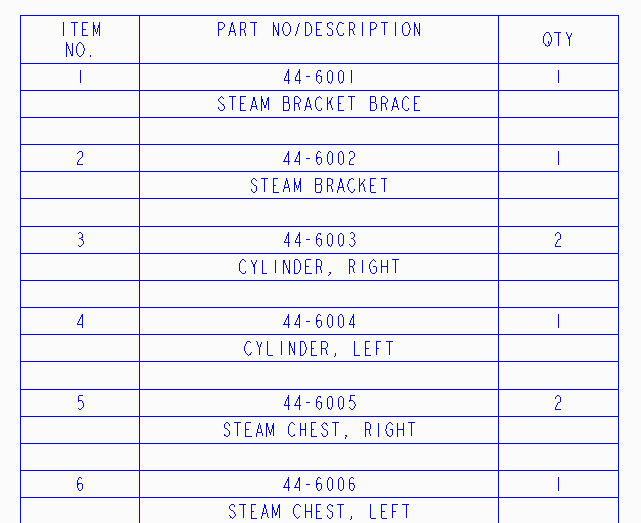 ITEM NO. PART NO/DESCRIPTION QTY
1 44-6001 1
STEAM BRACKET BRACE
2 44-6002 1
STEAM BRACKET
3 44-6003 2
CYLINDER, RIGHT
4 44-6004 1
CYLINDER, LEFT
5 44-6005 2
STEAM CHEST, RIGHT
6 44-6006 1
STEAM CHEST, LEFT